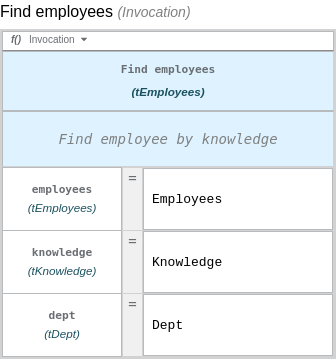 Find employees (Invocation)
f() Invocation
Find employees
(tEmployees)
Find employee by knowledge
employees
(tEmployees)
=
Employees
knowledge
(tKnowledge)
=
Knowledge
dept
(tDept)
=
Dept